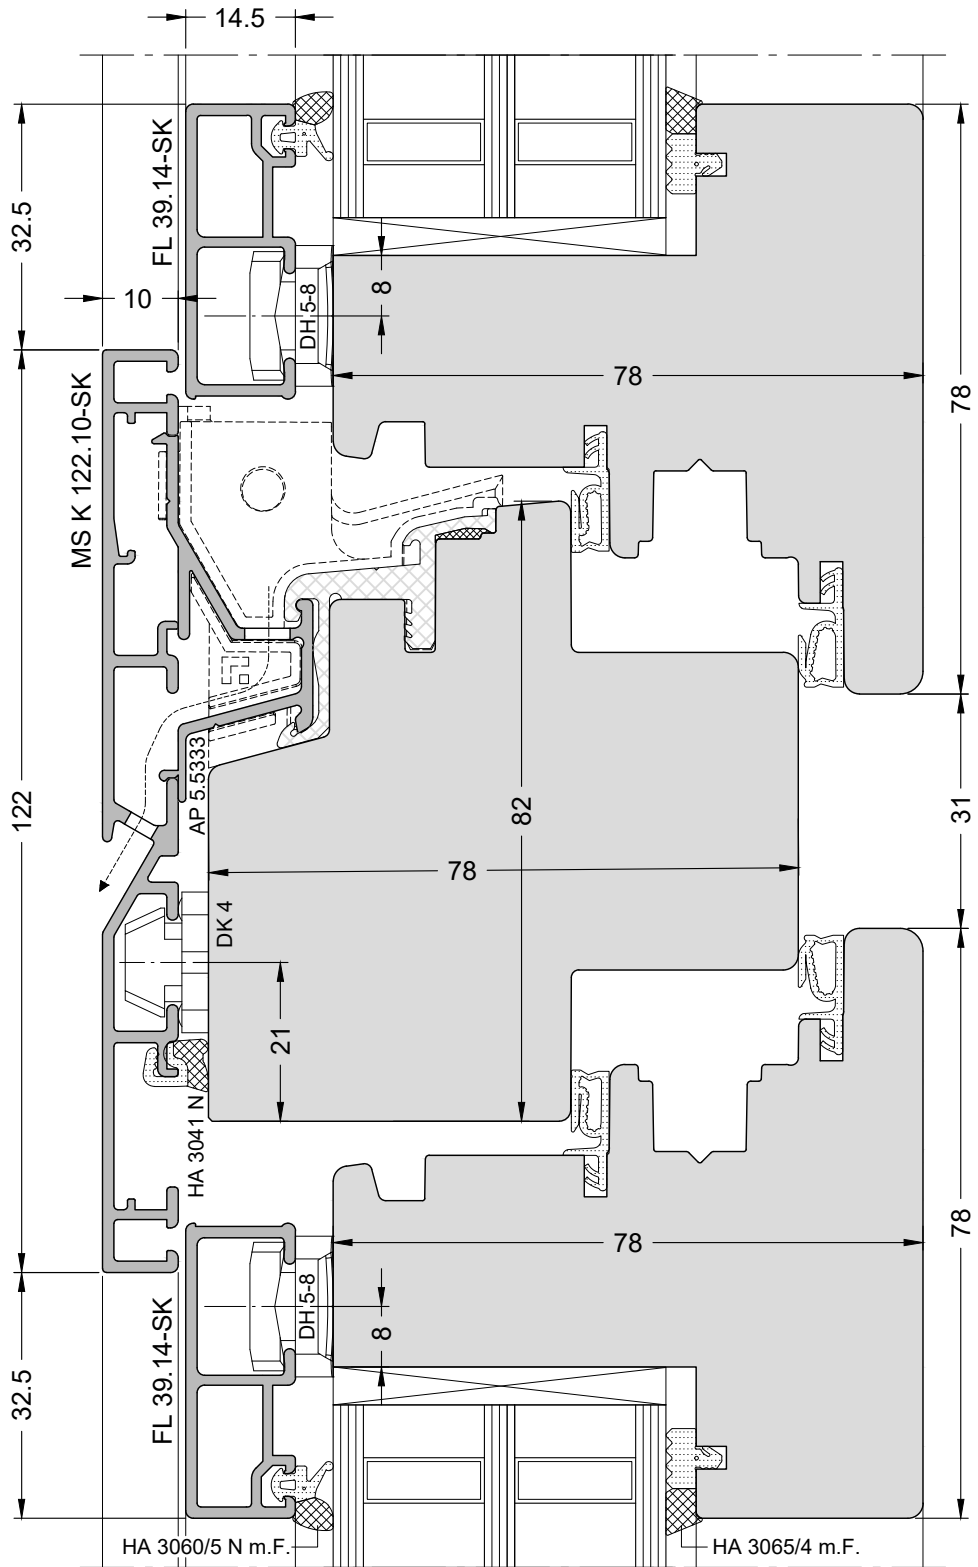 14.5
32.5
FL 39.14-SK
10
DH 5-8
8
78
78
MS K 122.10-SK
122
AP 5.5333
82
78
31
DK 4
21
HA 3041 N
78
78
DH 5-8
8
FL 39.14-SK
32.5
HA 3060/5 N m.F.
HA 3065/4 m.F.